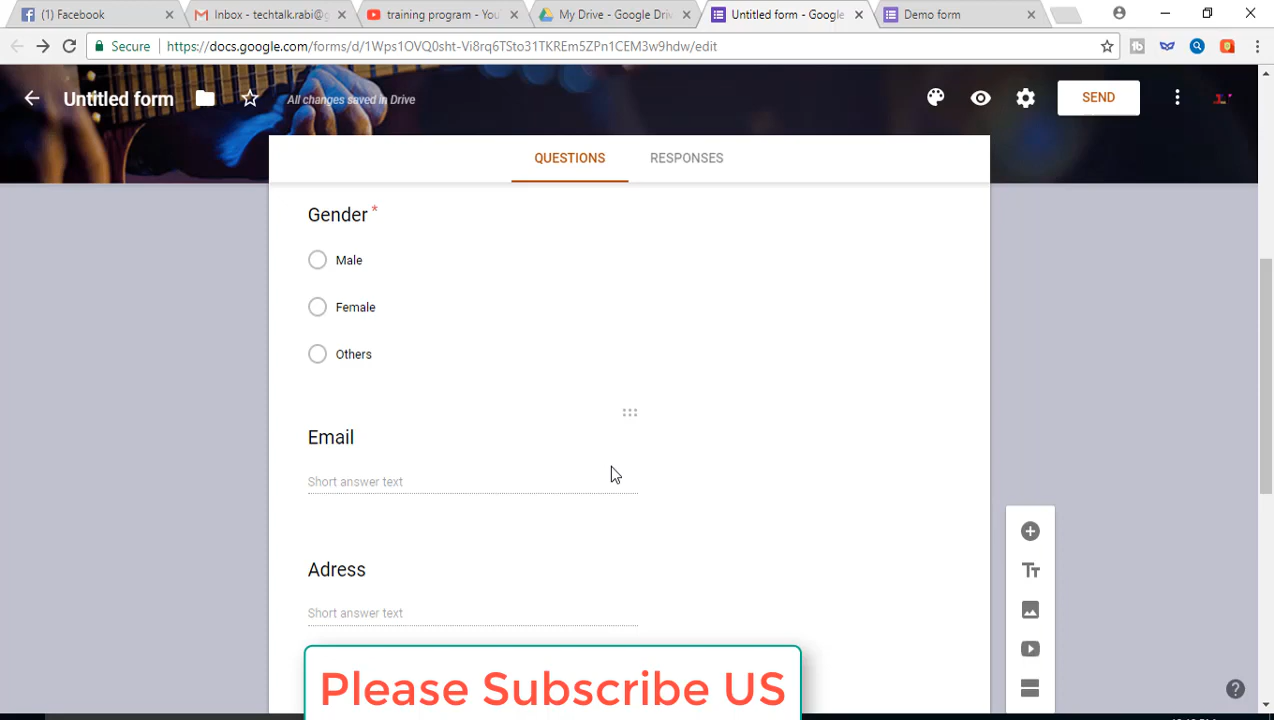 (1) Facebook
Inbox - techtalk.rabi@g
training program - You
My Drive - Google Driv
Untitled form - Google
Demo form
Secure
https://docs.google.com/forms/d/1Wps1OVQ0sht-Vi8rq6TSto31TKREm5ZPn1CEM3w9hdw/edit
Untitled form
All changes saved in Drive
SEND
QUESTIONS
RESPONSES
Gender *
Male
Female
Others
Email
Short answer text
Adress
Short answer text
Please Subscribe US